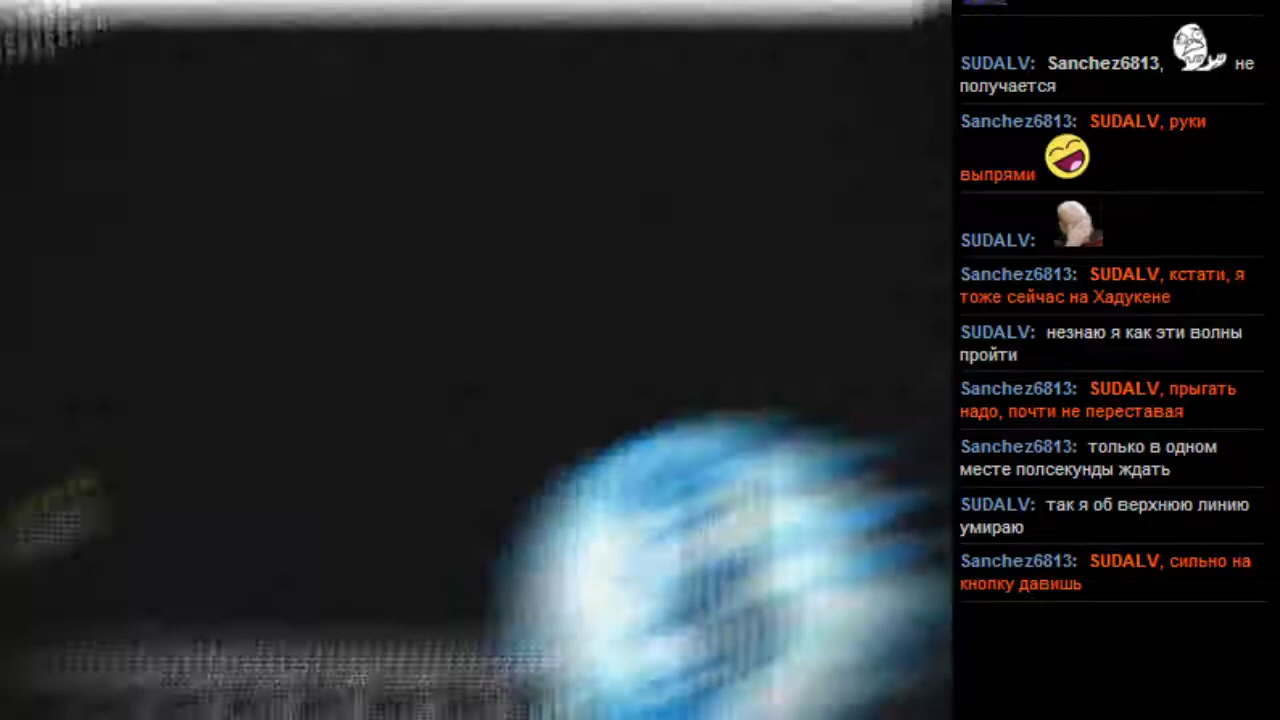 SUDALV: Sanchez6813, не
получается
Sanchez6813: SUDALV, руки
выпрями
SUDALV:
Sanchez6813: SUDALV, кстати, я
тоже сейчас на Хадукене
SUDALV: незнаю я как эти волны
пройти
Sanchez6813: SUDALV, прыгать
надо, почти не переставая
Sanchez6813: только в одном
месте полсекунды ждать
SUDALV: так я об верхнюю линию
умираю
Sanchez6813: SUDALV, сильно на
кнопку давишь